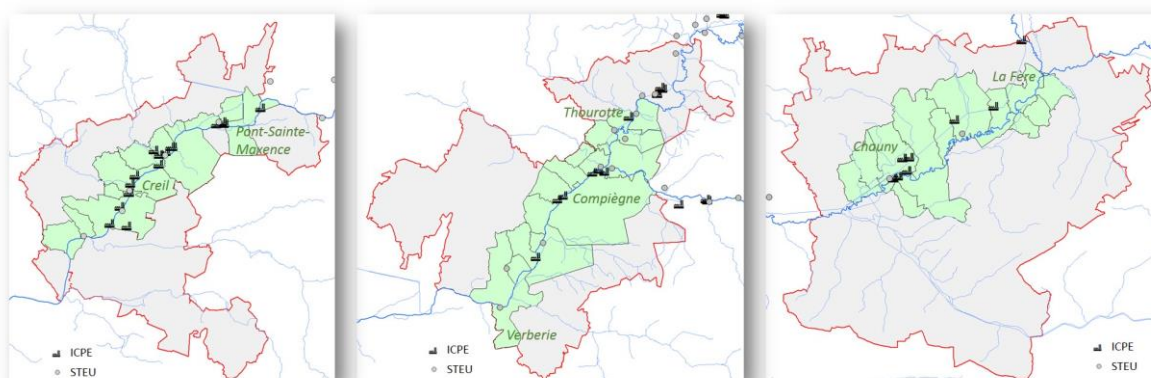 Pont-Sainte-
Maxence
Creil
ICPE
STEU
Thourotte
Compiègne
Verberie
ICPE
STEU
La Fère
Chauny
ICPE
STEU